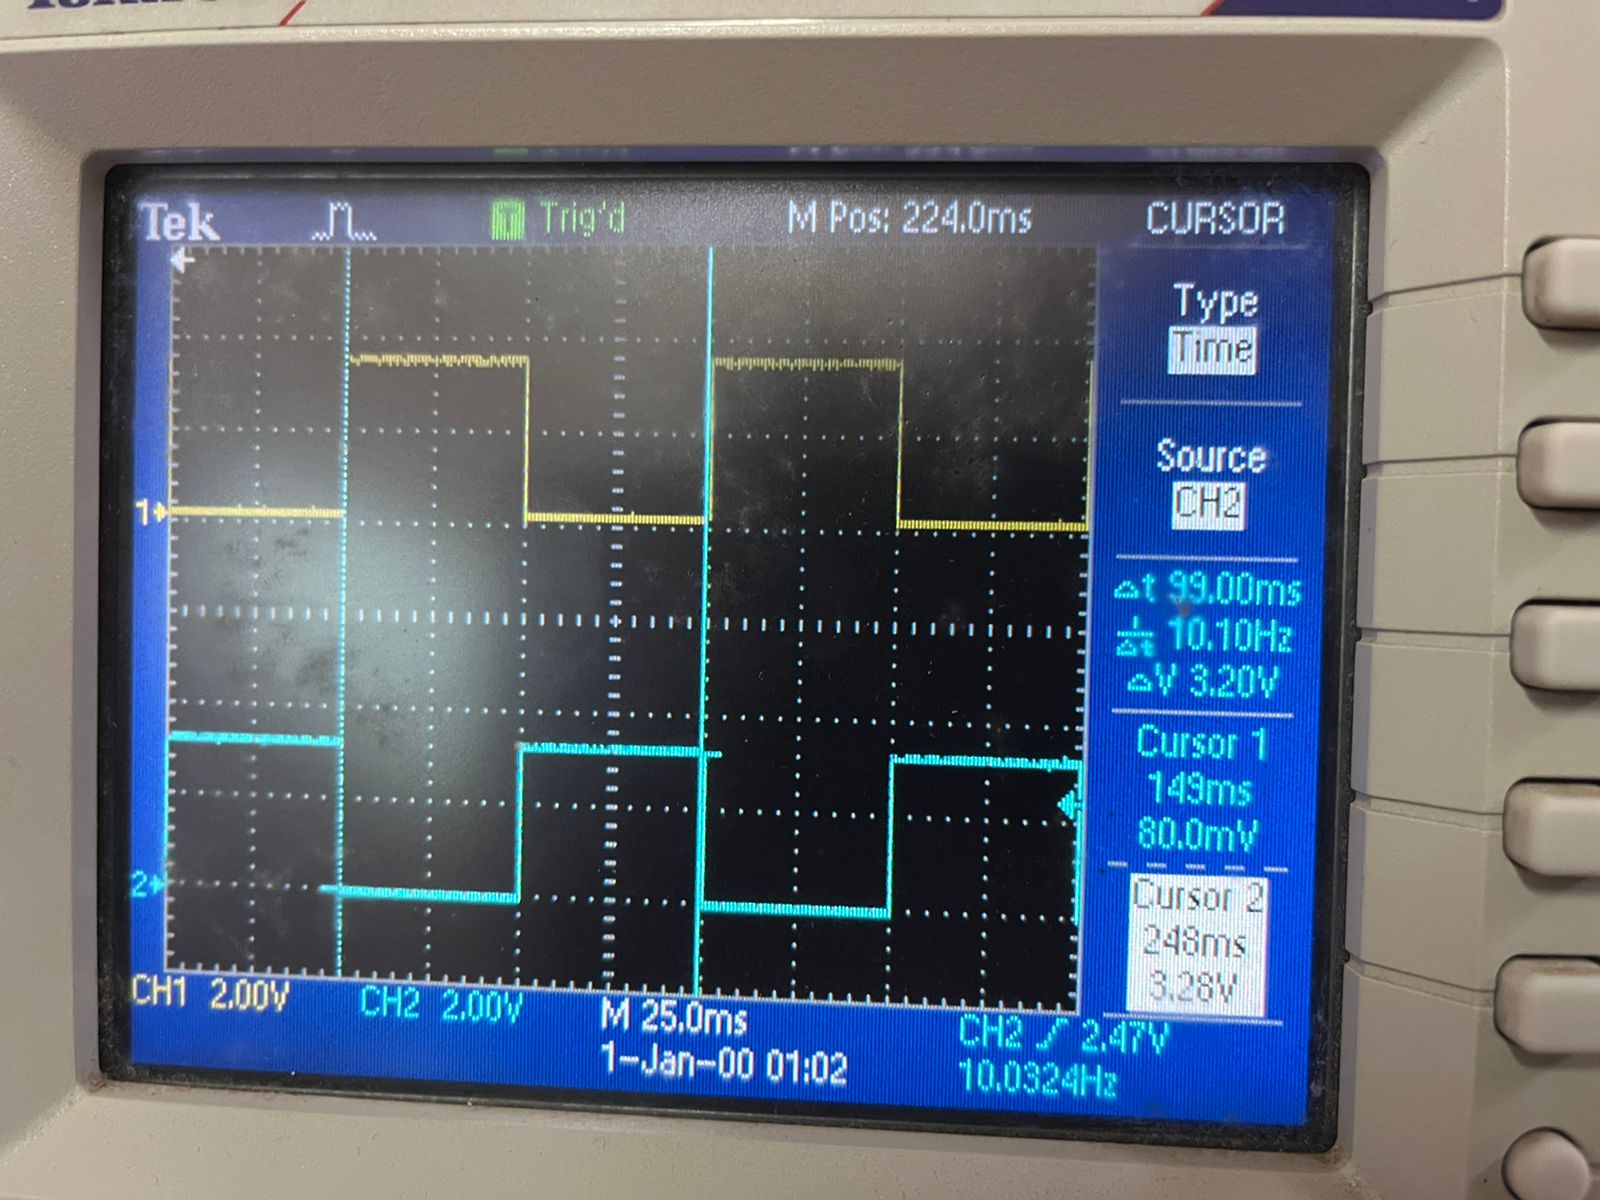 Tek Trig'd M Pos: 224.0ms CURSOR
Type
Time
Source
CH2
Δt 99.00ms
1/Δt 10.10Hz
ΔV 3.20V
Cursor 1
149ms
80.0mV
Cursor 2
248ms
3.28V
1
2
CH1 2.00V CH2 2.00V M 25.0ms CH2 2.47V
1-Jan-00 01:02 10.0324Hz